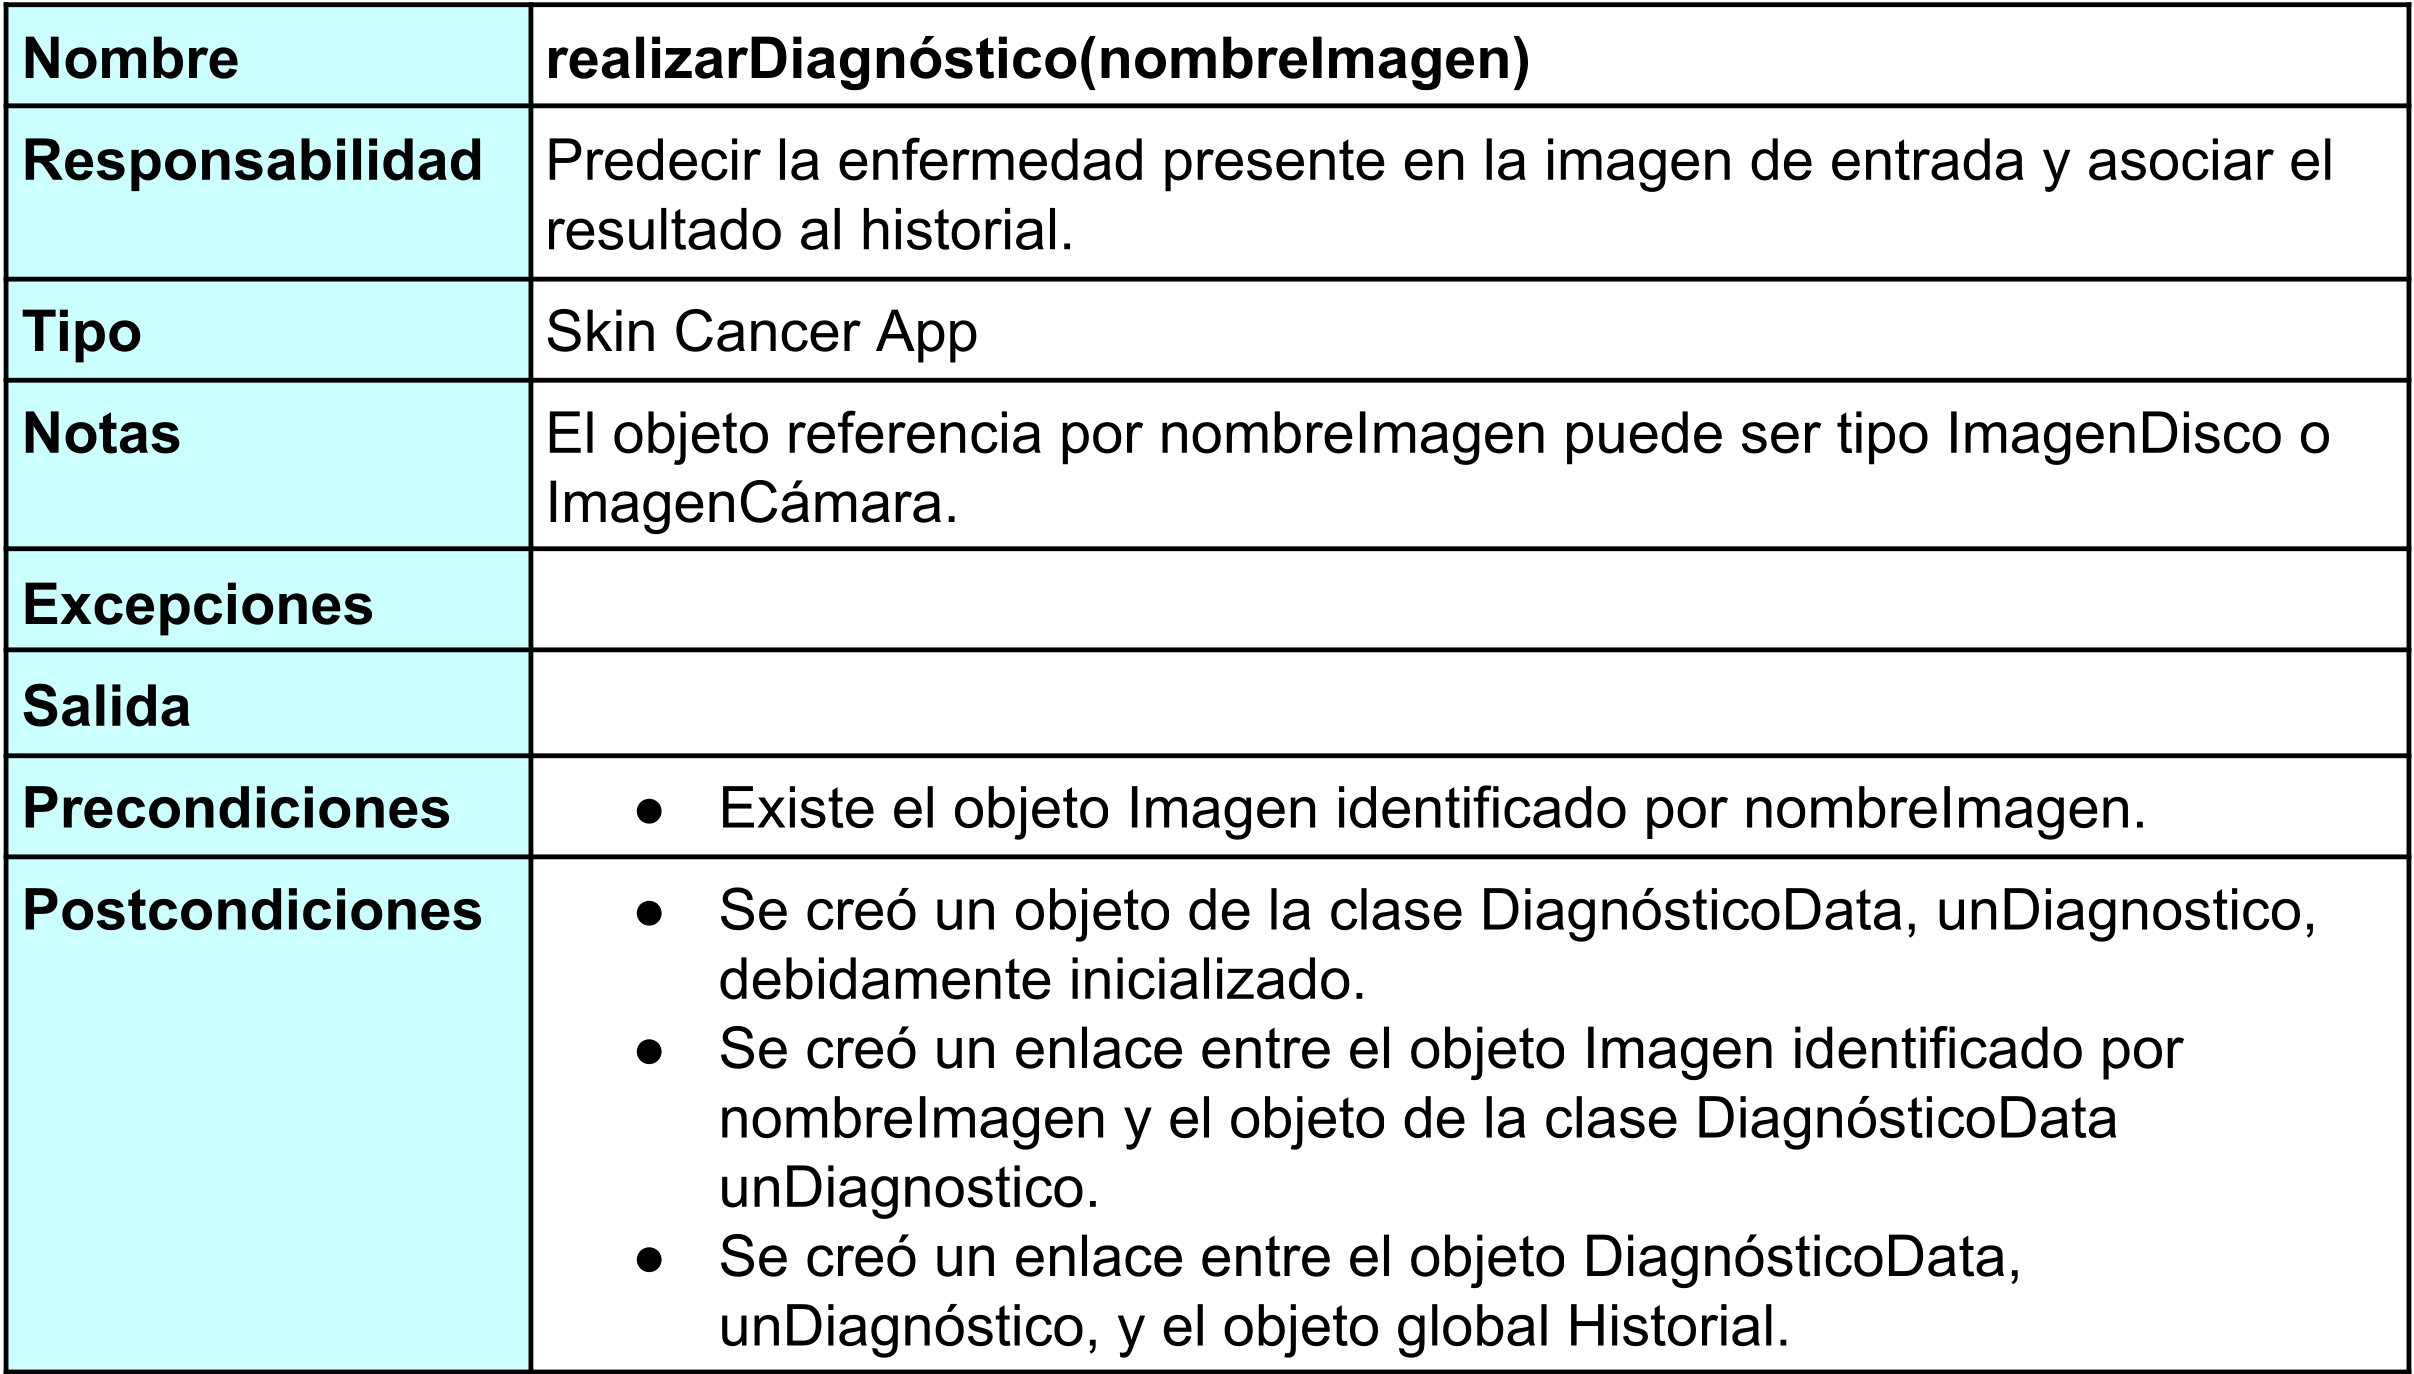 Nombre
realizarDiagnóstico(nombreImagen)
Responsabilidad
Predecir la enfermedad presente en la imagen de entrada y asociar el
resultado al historial.
Tipo
Skin Cancer App
Notas
El objeto referencia por nombreImagen puede ser tipo ImagenDisco o
ImagenCámara.
Excepciones
Salida
Precondiciones
● Existe el objeto Imagen identificado por nombreImagen.
Postcondiciones
● Se creó un objeto de la clase DiagnósticoData, unDiagnostico,
debidamente inicializado.
● Se creó un enlace entre el objeto Imagen identificado por
nombreImagen y el objeto de la clase DiagnósticoData
unDiagnostico.
● Se creó un enlace entre el objeto DiagnósticoData,
unDiagnóstico, y el objeto global Historial.